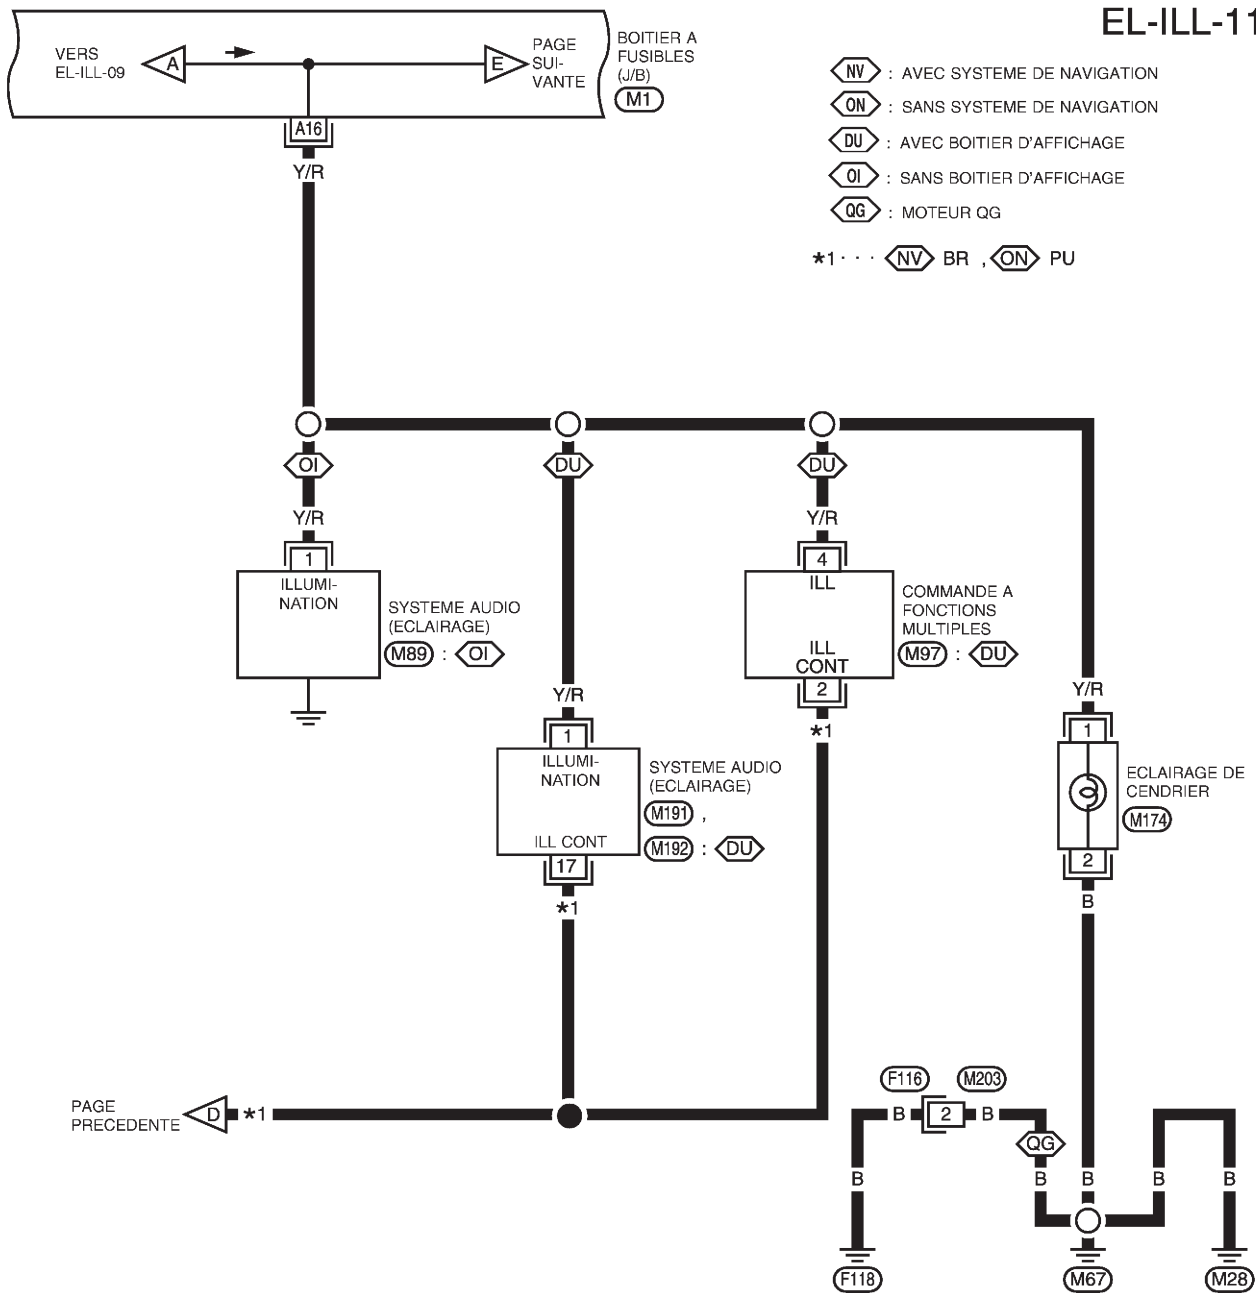 EL-ILL-11
VERS
EL-ILL-09
A
E
PAGE
SUI-
VANTE
BOITIER A
FUSIBLES
(J/B)
M1
A16
Y/R
NV : AVEC SYSTEME DE NAVIGATION
ON : SANS SYSTEME DE NAVIGATION
DU : AVEC BOITIER D'AFFICHAGE
OI : SANS BOITIER D'AFFICHAGE
QG : MOTEUR QG
*1 · · · NV BR , ON PU
OI
DU
DU
Y/R
Y/R
1
ILLUMI-
NATION
SYSTEME AUDIO
(ECLAIRAGE)
M89 : OI
4
ILL
ILL
CONT
2
*1
COMMANDE A
FONCTIONS
MULTIPLES
M97 : DU
Y/R
1
ILLUMI-
NATION
ILL CONT
17
*1
SYSTEME AUDIO
(ECLAIRAGE)
M191 ,
M192 : DU
Y/R
1
2
B
ECLAIRAGE DE
CENDRIER
M174
PAGE
PRECEDENTE
D
*1
F116
M203
B
2
B
QG
B
B
B
B
B
F118
M67
M28